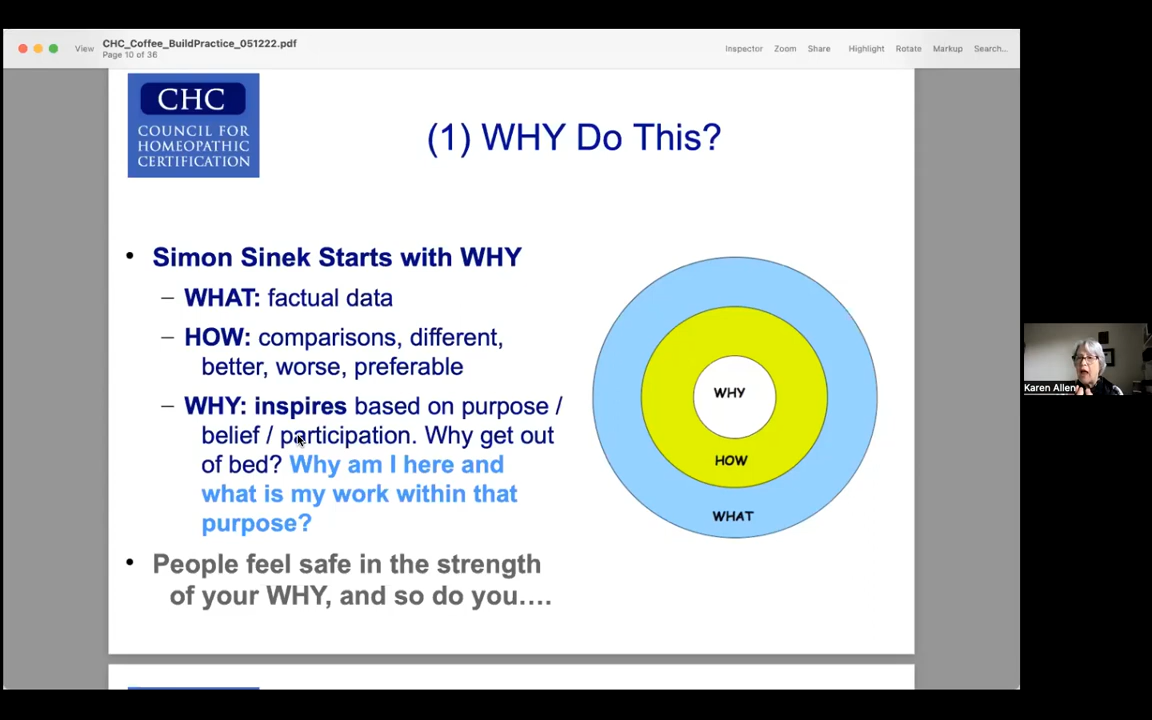 CHC_Coffee_BuildPractice_051222.pdf
View
Page 10 of 36
Inspector Zoom Share Highlight Rotate Markup Search...
CHC
COUNCIL FOR
HOMEOPATHIC
CERTIFICATION
(1) WHY Do This?
• Simon Sinek Starts with WHY
– WHAT: factual data
– HOW: comparisons, different,
better, worse, preferable
– WHY: inspires based on purpose /
belief / participation. Why get out
of bed? Why am I here and
what is my work within that
purpose?
• People feel safe in the strength
of your WHY, and so do you....
WHY
HOW
WHAT
Karen Allen